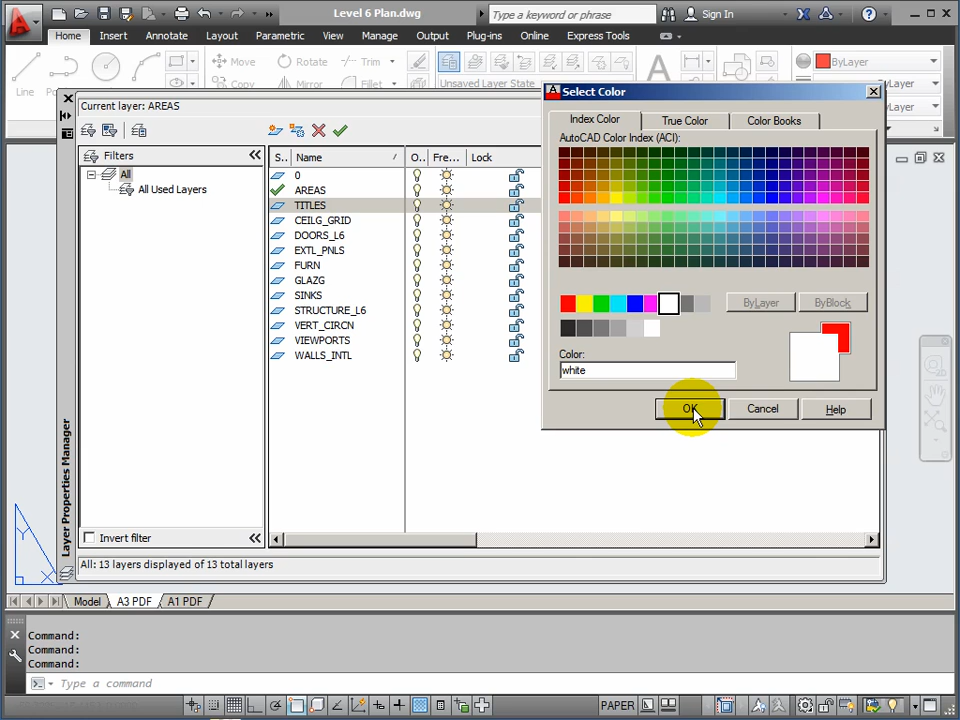 Level 6 Plan.dwg
Type a keyword or phrase
Sign In
Home Insert Annotate Layout Parametric View Manage Output Plug-ins Online Express Tools
Line
Move
Copy
Rotate
Mirror
Trim
Fillet
Unsaved Layer State
ByLayer
ByLayer
ByLayer
Current layer: AREAS
Filters
All
All Used Layers
Invert filter
S.. Name O.. Fre... Lock
0
AREAS
TITLES
CEILG_GRID
DOORS_L6
EXTL_PNLS
FURN
GLAZG
SINKS
STRUCTURE_L6
VERT_CIRCN
VIEWPORTS
WALLS_INTL
All: 13 layers displayed of 13 total layers
Layer Properties Manager
Select Color
Index Color True Color Color Books
AutoCAD Color Index (ACI):
ByLayer ByBlock
Color:
white
OK Cancel Help
Y
X
Model A3 PDF A1 PDF
Command:
Command:
Command:
Type a command
PAPER